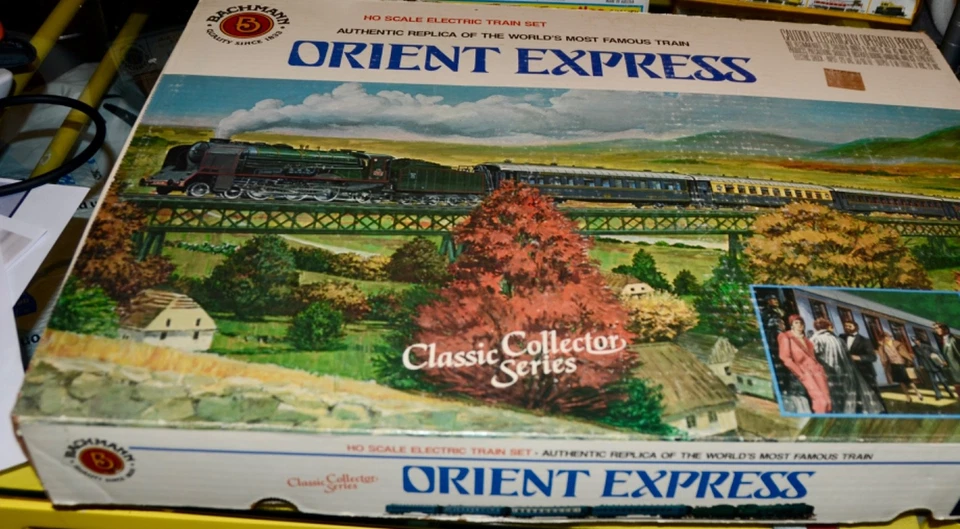 BACHMANN
B
QUALITY SINCE 1833
HO SCALE ELECTRIC TRAIN SET
AUTHENTIC REPLICA OF THE WORLD'S MOST FAMOUS TRAIN
ORIENT EXPRESS
Classic Collector
Series
BACHMANN
B
HO SCALE ELECTRIC TRAIN SET • AUTHENTIC REPLICA OF THE WORLD'S MOST FAMOUS TRAIN
Classic Collector
Series
ORIENT EXPRESS